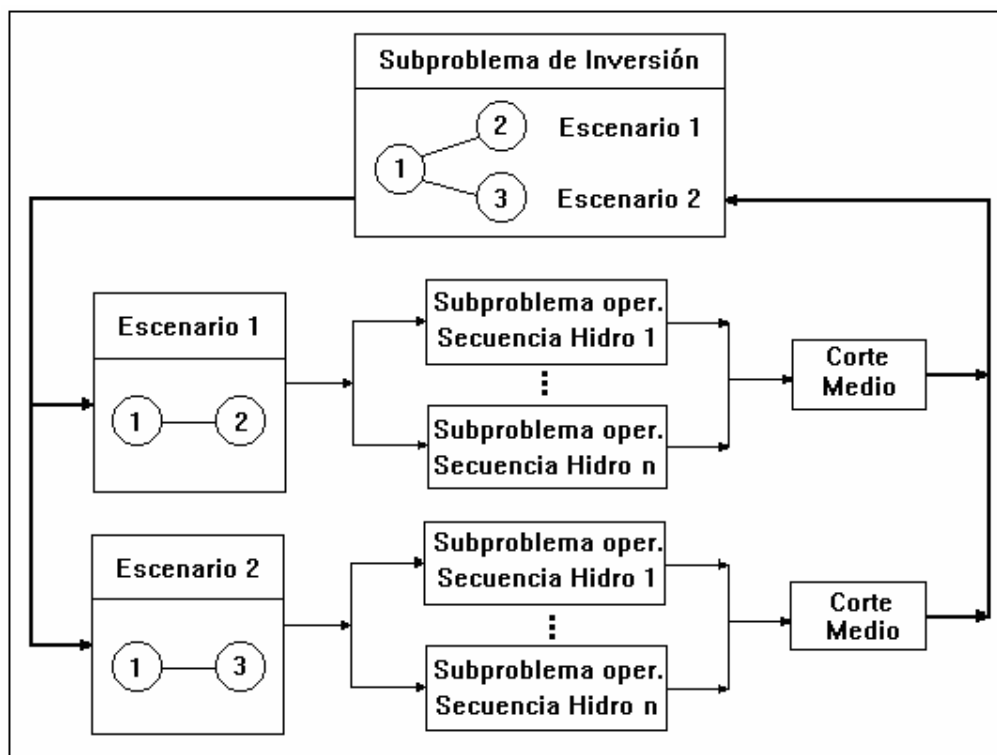 Subproblema de Inversión
2
Escenario 1
1
3
Escenario 2
Escenario 1
1
2
Subproblema oper.
Secuencia Hidro 1
Subproblema oper.
Secuencia Hidro n
Corte
Medio
Escenario 2
1
3
Subproblema oper.
Secuencia Hidro 1
Subproblema oper.
Secuencia Hidro n
Corte
Medio